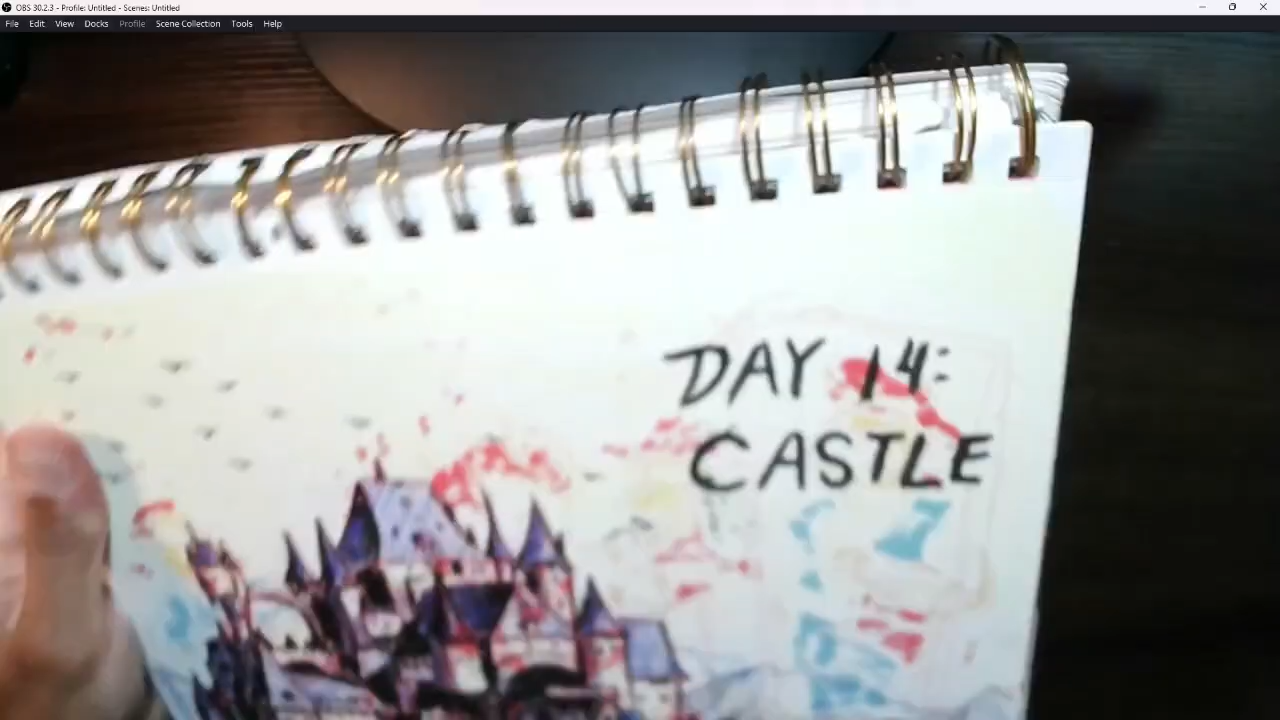 OBS 30.2.3 - Profile: Untitled - Scenes: Untitled
File Edit View Docks Profile Scene Collection Tools Help
DAY 14:
CASTLE